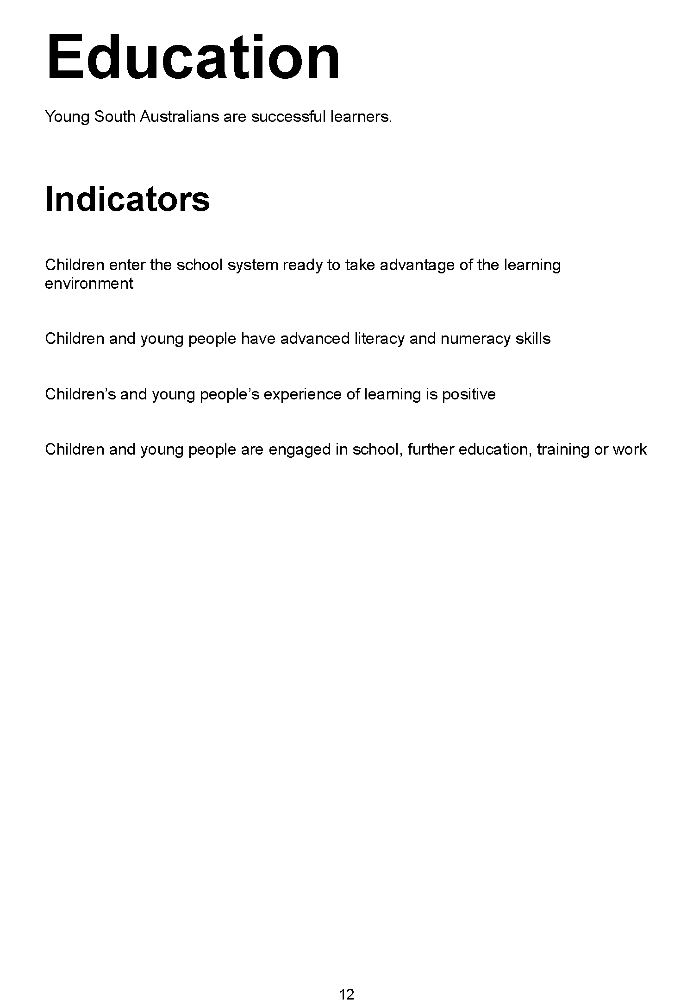 Education
Young South Australians are successful learners.
Indicators
Children enter the school system ready to take advantage of the learning
environment
Children and young people have advanced literacy and numeracy skills
Children’s and young people’s experience of learning is positive
Children and young people are engaged in school, further education, training or work
12